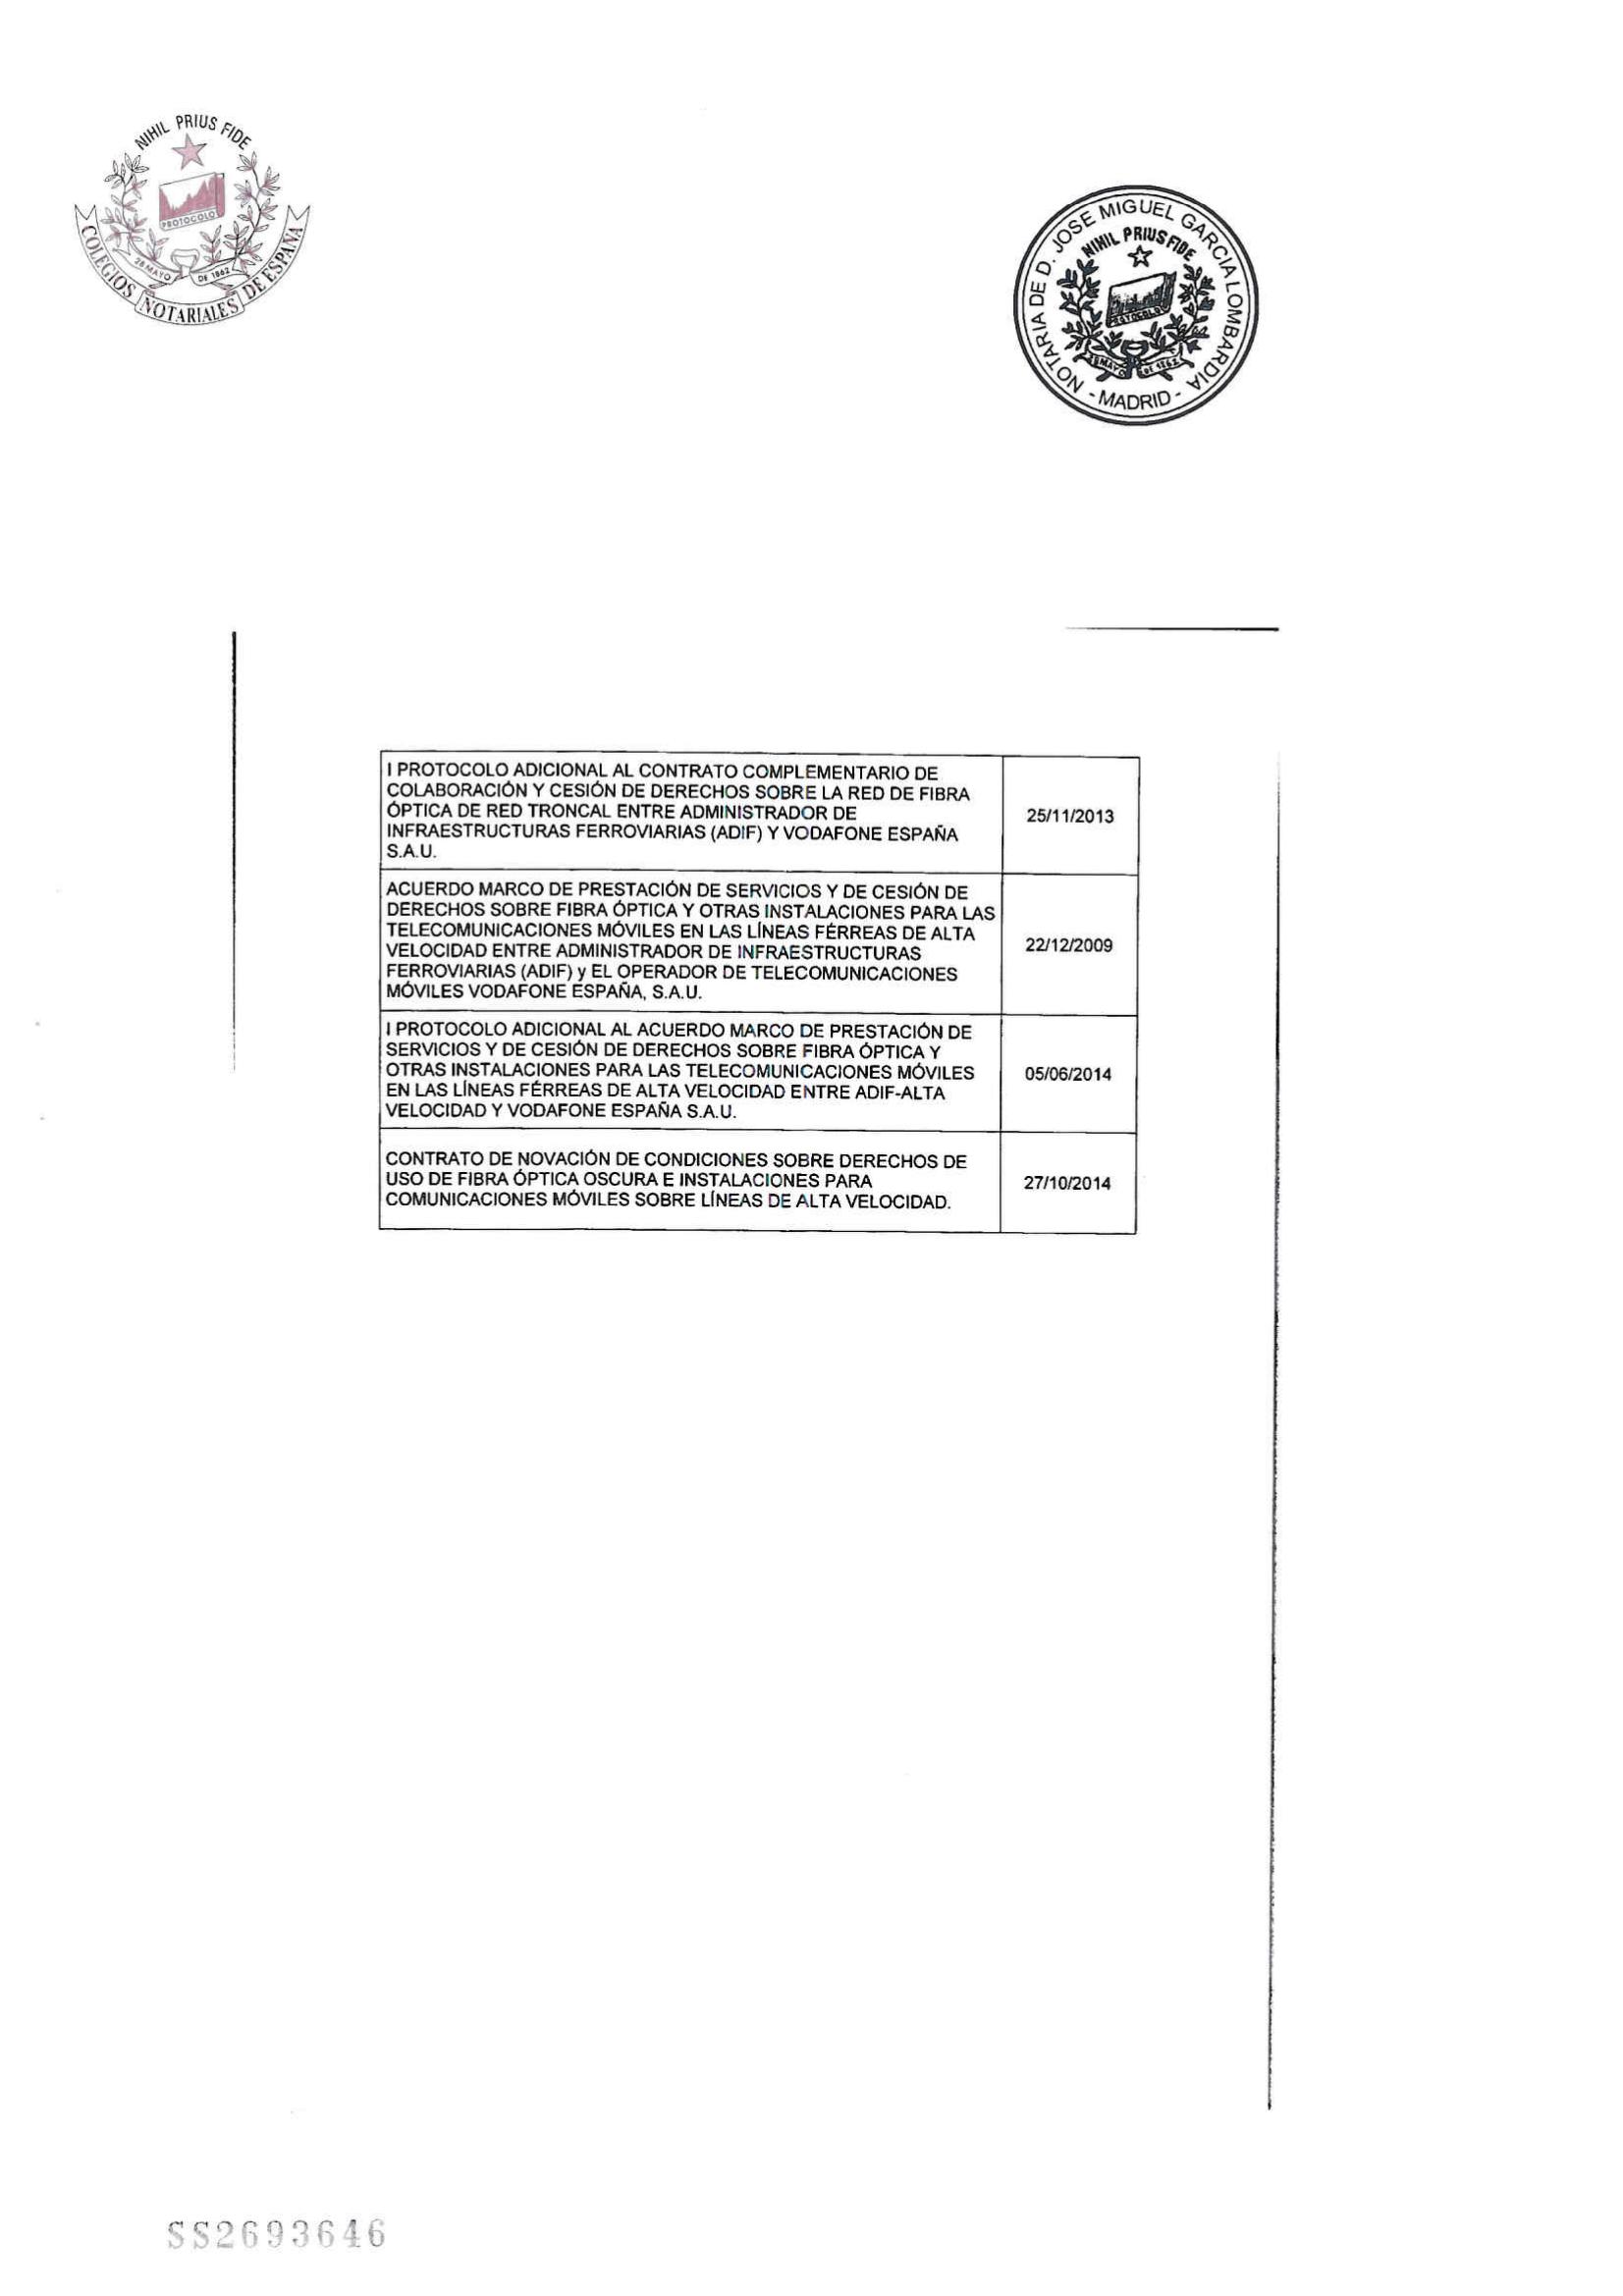 NIHIL PRIUS FIDE
PROTOCOLO
28 MAYO DE 1862
COLEGIOS NOTARIALES DE ESPAÑA
NOTARIA DE D. JOSE MIGUEL GARCIA LOMBARDIA
NIHIL PRIUS FIDE
PROTOCOLO
28 MAYO DE 1862
- MADRID -
I PROTOCOLO ADICIONAL AL CONTRATO COMPLEMENTARIO DE
COLABORACIÓN Y CESIÓN DE DERECHOS SOBRE LA RED DE FIBRA
ÓPTICA DE RED TRONCAL ENTRE ADMINISTRADOR DE
INFRAESTRUCTURAS FERROVIARIAS (ADIF) Y VODAFONE ESPAÑA
S.A.U.
25/11/2013
ACUERDO MARCO DE PRESTACIÓN DE SERVICIOS Y DE CESIÓN DE
DERECHOS SOBRE FIBRA ÓPTICA Y OTRAS INSTALACIONES PARA LAS
TELECOMUNICACIONES MÓVILES EN LAS LÍNEAS FÉRREAS DE ALTA
VELOCIDAD ENTRE ADMINISTRADOR DE INFRAESTRUCTURAS
FERROVIARIAS (ADIF) y EL OPERADOR DE TELECOMUNICACIONES
MÓVILES VODAFONE ESPAÑA, S.A.U.
22/12/2009
I PROTOCOLO ADICIONAL AL ACUERDO MARCO DE PRESTACIÓN DE
SERVICIOS Y DE CESIÓN DE DERECHOS SOBRE FIBRA ÓPTICA Y
OTRAS INSTALACIONES PARA LAS TELECOMUNICACIONES MÓVILES
EN LAS LÍNEAS FÉRREAS DE ALTA VELOCIDAD ENTRE ADIF-ALTA
VELOCIDAD Y VODAFONE ESPAÑA S.A.U.
05/06/2014
CONTRATO DE NOVACIÓN DE CONDICIONES SOBRE DERECHOS DE
USO DE FIBRA ÓPTICA OSCURA E INSTALACIONES PARA
COMUNICACIONES MÓVILES SOBRE LÍNEAS DE ALTA VELOCIDAD.
27/10/2014
SS2693646